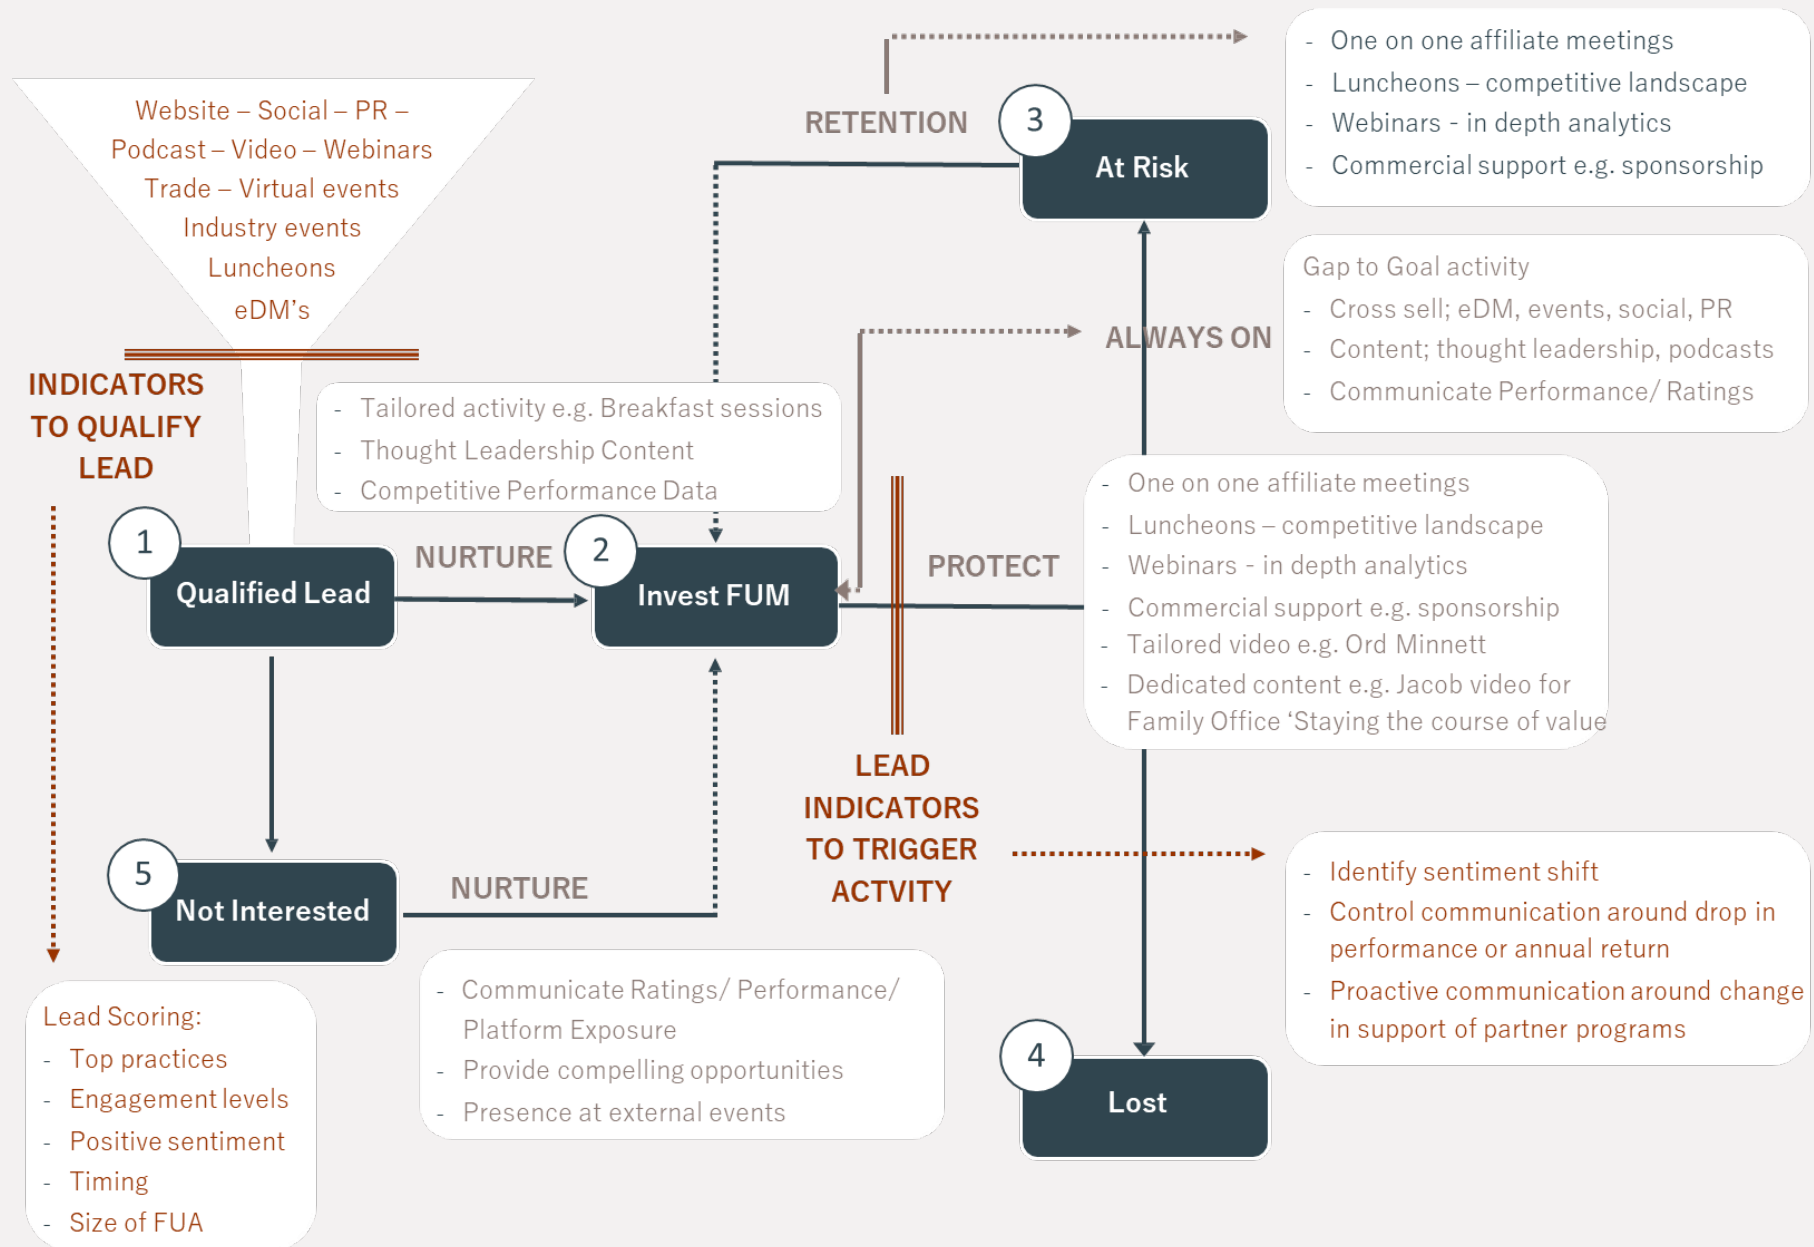 Website – Social – PR –
Podcast – Video – Webinars
Trade – Virtual events
Industry events
Luncheons
eDM’s
INDICATORS
TO QUALIFY
LEAD
Lead Scoring:
- Top practices
- Engagement levels
- Positive sentiment
- Timing
- Size of FUA
1
Qualified Lead
NURTURE
- Tailored activity e.g. Breakfast sessions
- Thought Leadership Content
- Competitive Performance Data
2
Invest FUM
5
Not Interested
NURTURE
- Communicate Ratings/ Performance/
Platform Exposure
- Provide compelling opportunities
- Presence at external events
RETENTION
3
At Risk
- One on one affiliate meetings
- Luncheons – competitive landscape
- Webinars - in depth analytics
- Commercial support e.g. sponsorship
ALWAYS ON
Gap to Goal activity
- Cross sell; eDM, events, social, PR
- Content; thought leadership, podcasts
- Communicate Performance/ Ratings
PROTECT
- One on one affiliate meetings
- Luncheons – competitive landscape
- Webinars - in depth analytics
- Commercial support e.g. sponsorship
- Tailored video e.g. Ord Minnett
- Dedicated content e.g. Jacob video for
Family Office ‘Staying the course of value
LEAD
INDICATORS
TO TRIGGER
ACTVITY
- Identify sentiment shift
- Control communication around drop in
performance or annual return
- Proactive communication around change
in support of partner programs
4
Lost